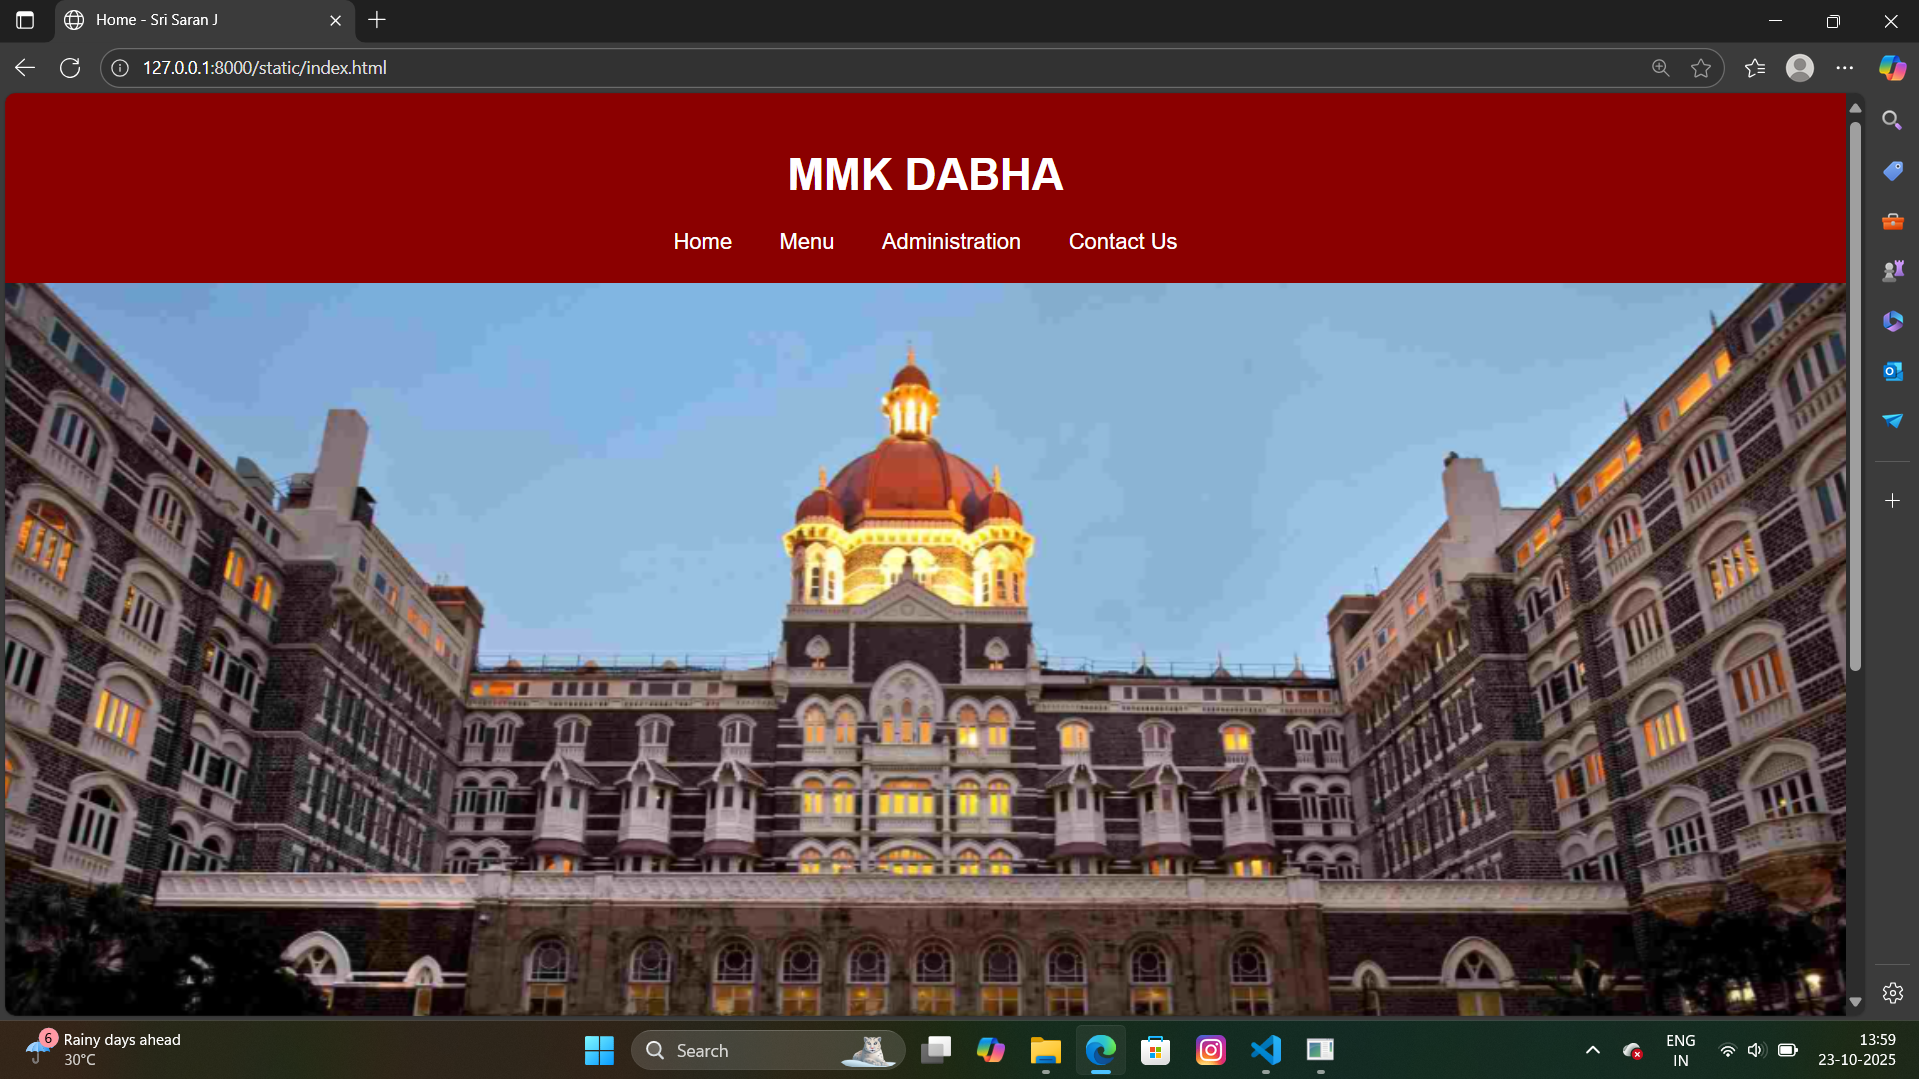 Home - Sri Saran J
127.0.0.1:8000/static/index.html
MMK DABHA
Home Menu Administration Contact Us
6
Rainy days ahead
30°C
Search
ENG
IN
13:59
23-10-2025